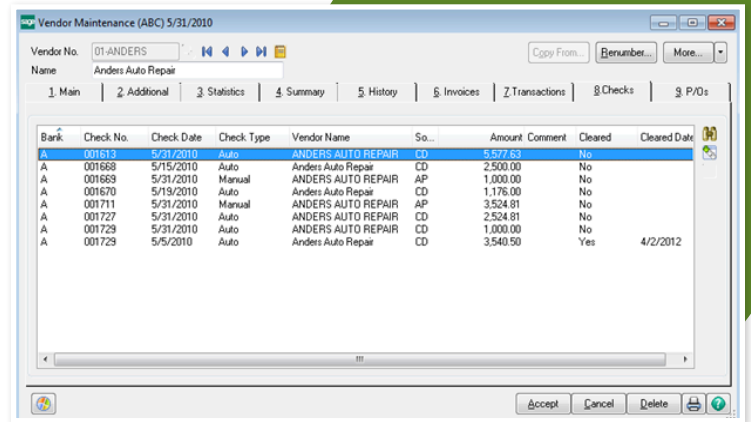 sage Vendor Maintenance (ABC) 5/31/2010
Vendor No. 01-ANDERS Copy From... Renumber... More...
Name Anders Auto Repair
1. Main 2. Additional 3. Statistics 4. Summary 5. History 6. Invoices 7.Transactions 8.Checks 9. P/Os
Bank Check No. Check Date Check Type Vendor Name So... Amount Comment Cleared Cleared Date
A 001613 5/31/2010 Auto ANDERS AUTO REPAIR CD 5,577.63 No
A 001668 5/15/2010 Auto Anders Auto Repair CD 2,500.00 No
A 001669 5/31/2010 Manual ANDERS AUTO REPAIR AP 1,000.00 No
A 001670 5/19/2010 Auto Anders Auto Repair CD 1,176.00 No
A 001711 5/31/2010 Manual ANDERS AUTO REPAIR AP 3,524.81 No
A 001727 5/31/2010 Auto ANDERS AUTO REPAIR CD 2,524.81 No
A 001729 5/31/2010 Auto ANDERS AUTO REPAIR CD 1,000.00 No
A 001729 5/5/2010 Auto Anders Auto Repair CD 3,540.50 Yes 4/2/2012
Accept Cancel Delete